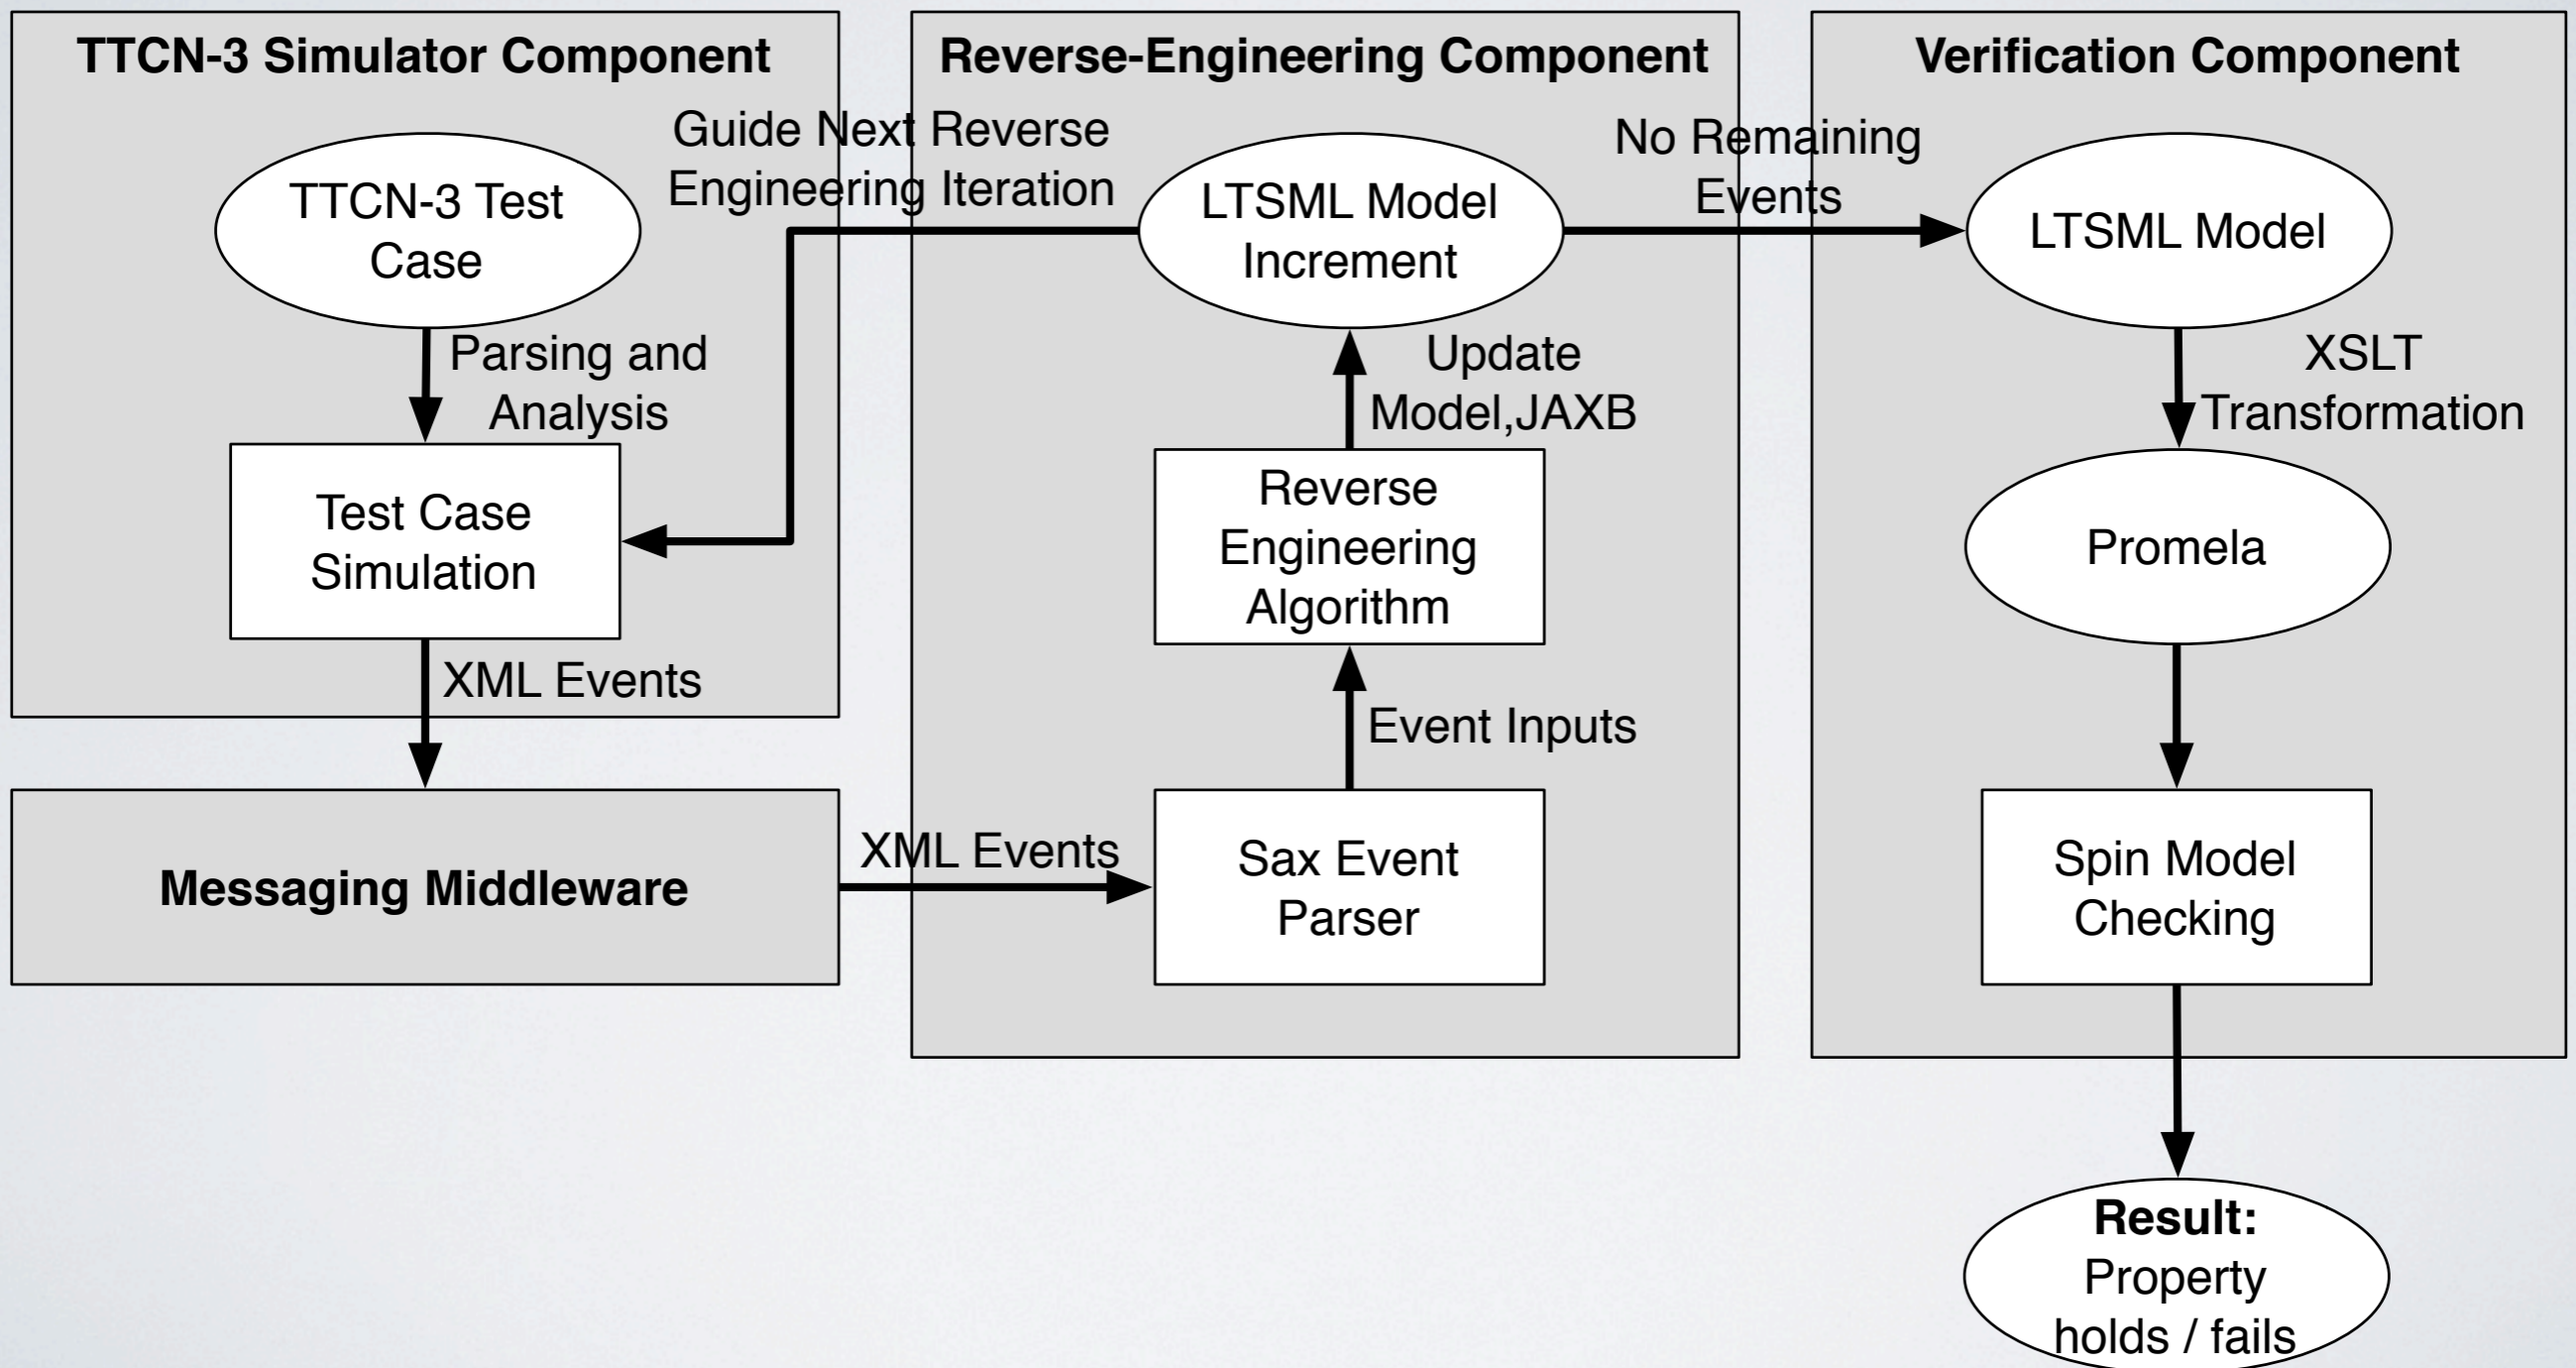 TTCN-3 Simulator Component
TTCN-3 Test
Case
Parsing and
Analysis
Test Case
Simulation
XML Events
Messaging Middleware
Guide Next Reverse
Engineering Iteration
XML Events
Reverse-Engineering Component
LTSML Model
Increment
Update
Model,JAXB
Reverse
Engineering
Algorithm
Event Inputs
Sax Event
Parser
No Remaining
Events
Verification Component
LTSML Model
XSLT
Transformation
Promela
Spin Model
Checking
Result:
Property
holds / fails